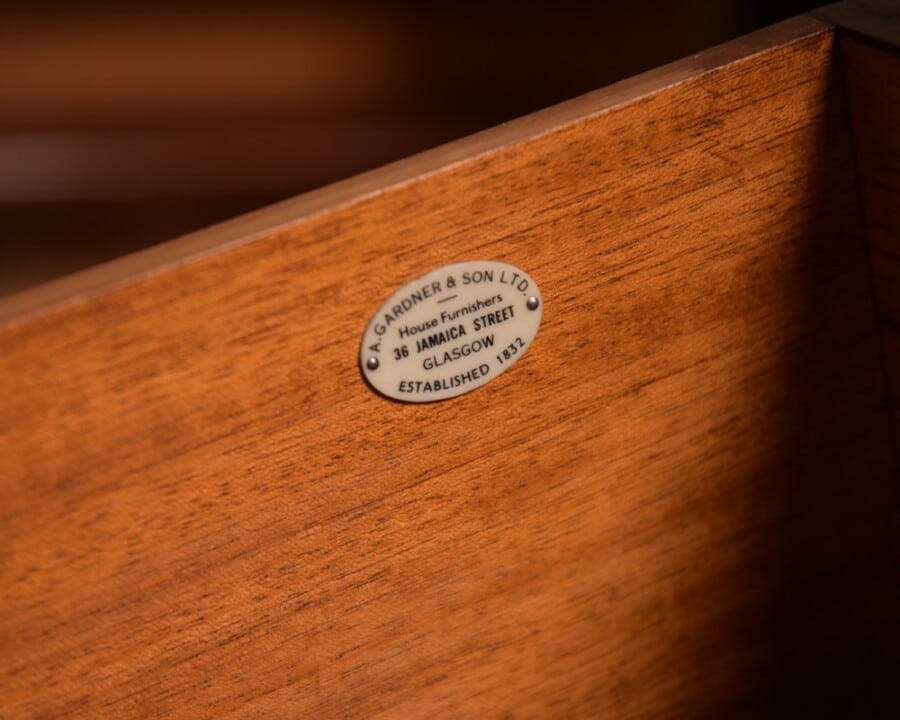 A. GARDNER & SON LTD.
House Furnishers
36 JAMAICA STREET
GLASGOW
ESTABLISHED 1832